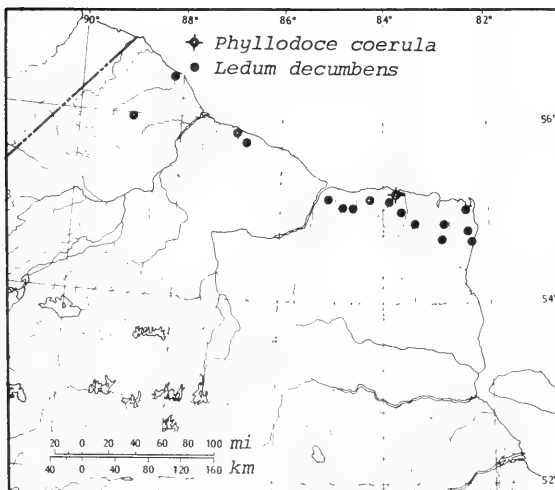 90° 88° 86° 84° 82°
Phyllodoce coerula
Ledum decumbens
56°
54°
52°
20 0 20 40 60 80 100 mi
40 0 40 80 120 160 km